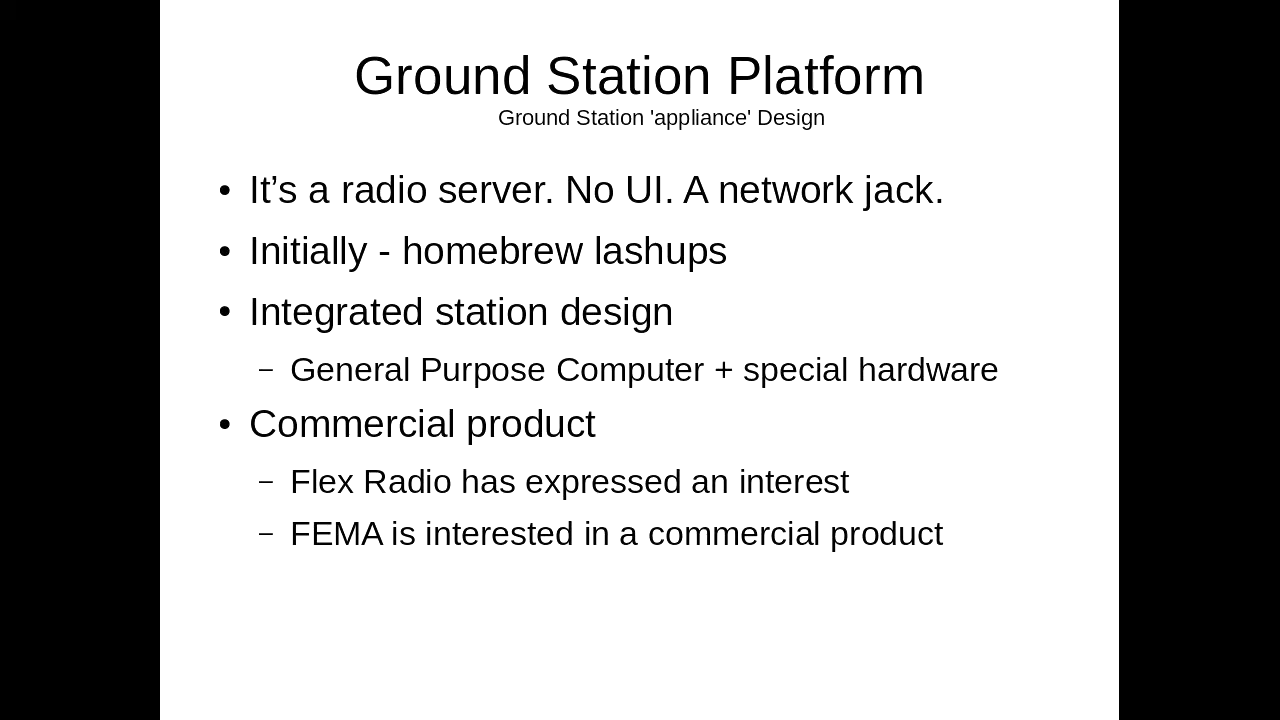 Ground Station Platform
Ground Station 'appliance' Design
• It’s a radio server. No UI. A network jack.
• Initially - homebrew lashups
• Integrated station design
– General Purpose Computer + special hardware
• Commercial product
– Flex Radio has expressed an interest
– FEMA is interested in a commercial product